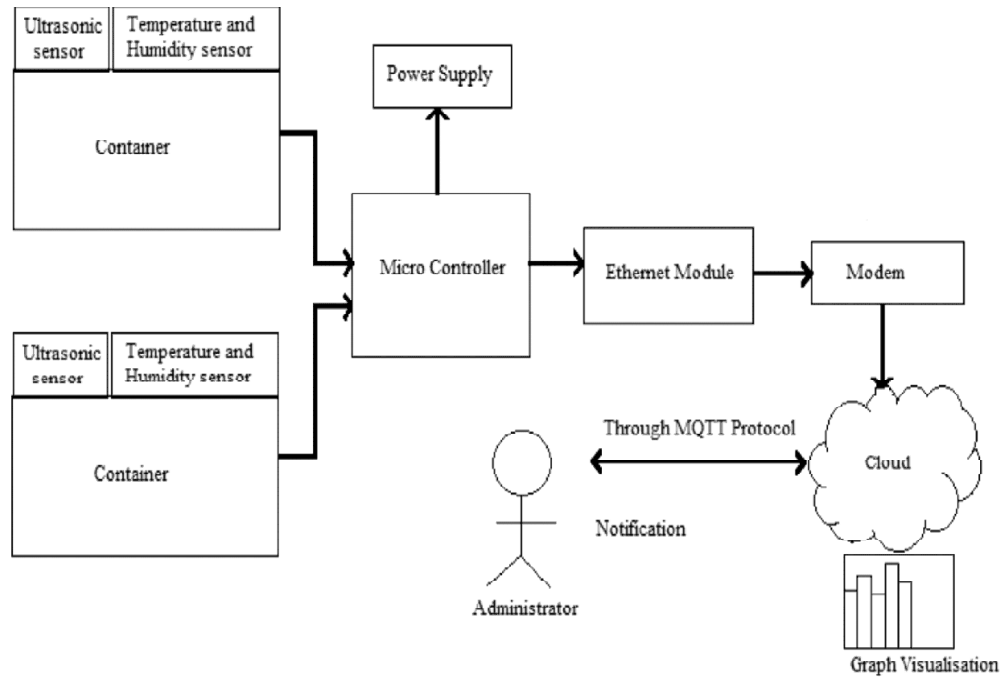 Ultrasonic
sensor
Temperature and
Humidity sensor
Container
Power Supply
Micro Controller
Ethernet Module
Modem
Ultrasonic
sensor
Temperature and
Humidity sensor
Container
Through MQTT Protocol
Cloud
Notification
Administrator
Graph Visualisation